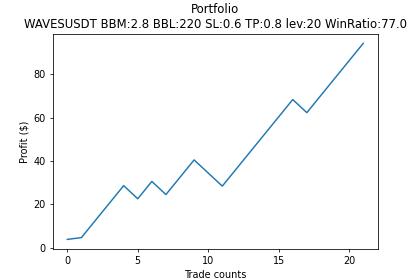 Portfolio
WAVESUSDT BBM:2.8 BBL:220 SL:0.6 TP:0.8 lev:20 WinRatio:77.0
Profit ($)
80
60
40
20
0
0 5 10 15 20
Trade counts